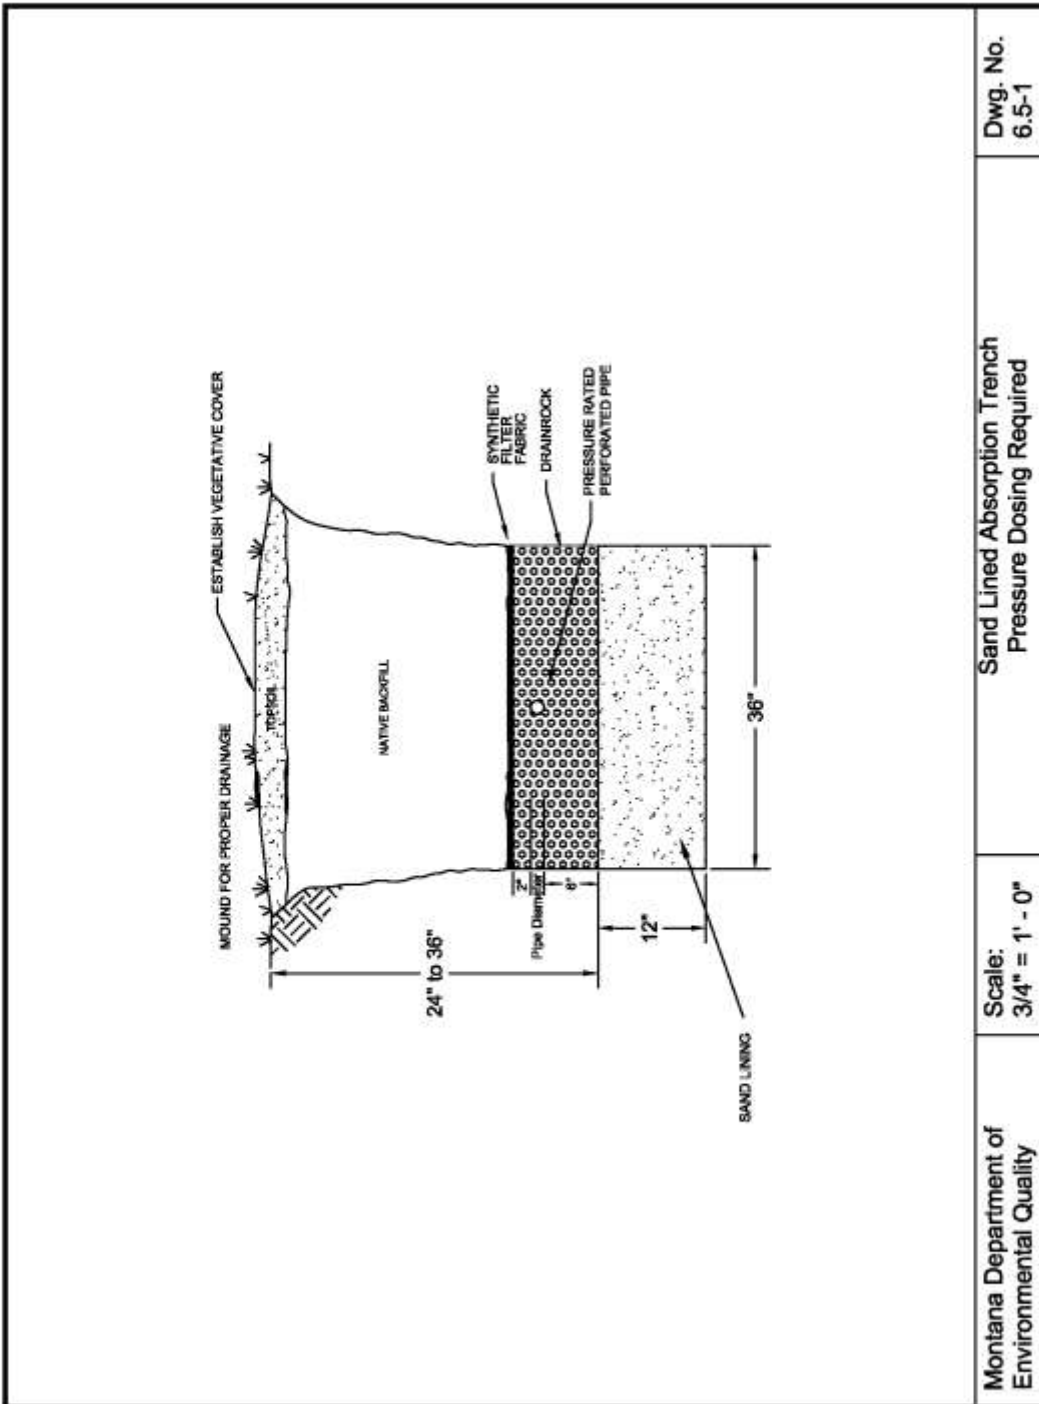 MOUND FOR PROPER DRAINAGE
ESTABLISH VEGETATIVE COVER
TOPSOIL
NATIVE BACKFILL
24" to 36"
SYNTHETIC
FILTER
FABRIC
DRAINROCK
PRESSURE RATED
PERFORATED PIPE
2"
Pipe Diameter
6"
12"
36"
SAND LINING
Montana Department of
Environmental Quality
Scale:
3/4" = 1' - 0"
Sand Lined Absorption Trench
Pressure Dosing Required
Dwg. No.
6.5-1